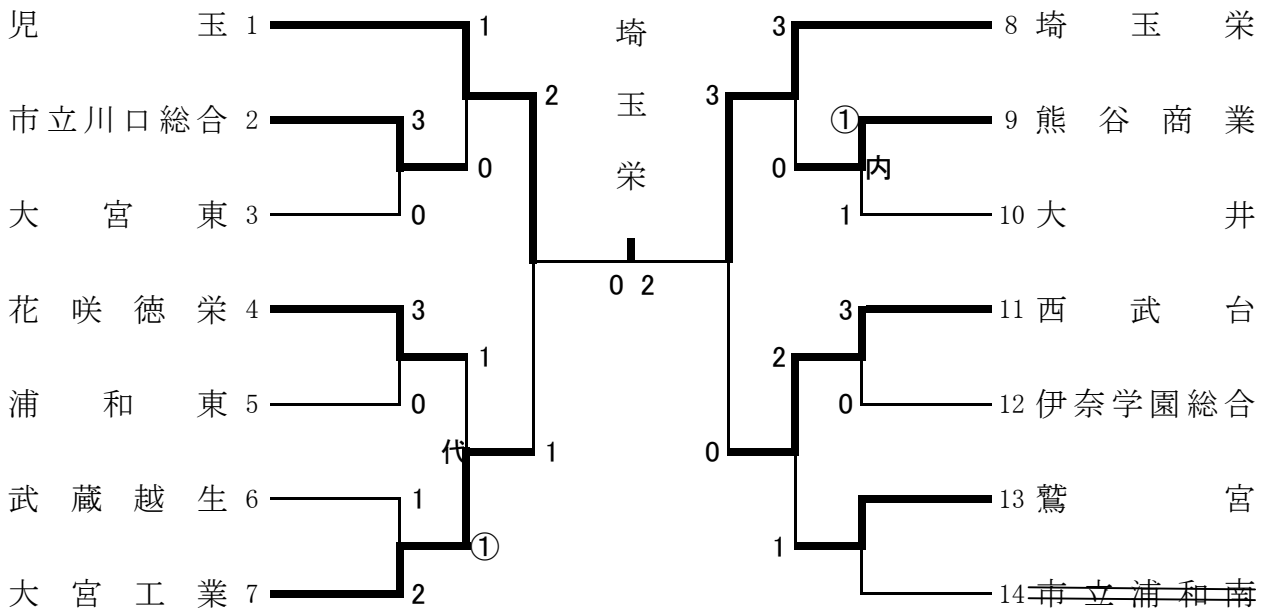 児玉 1 1 埼 3 8 埼玉栄
2 玉 3
市立川口総合 2 3 ① 9 熊谷商業
0 栄 0 内
大宮東 3 0 1 10 大井
0 2
花咲徳栄 4 3 3 11 西武台
1 2
浦和東 5 0 0 12 伊奈学園総合
代 1 0
武蔵越生 6 1 13 鷲宮
① 1
大宮工業 7 2 14 市立浦和南